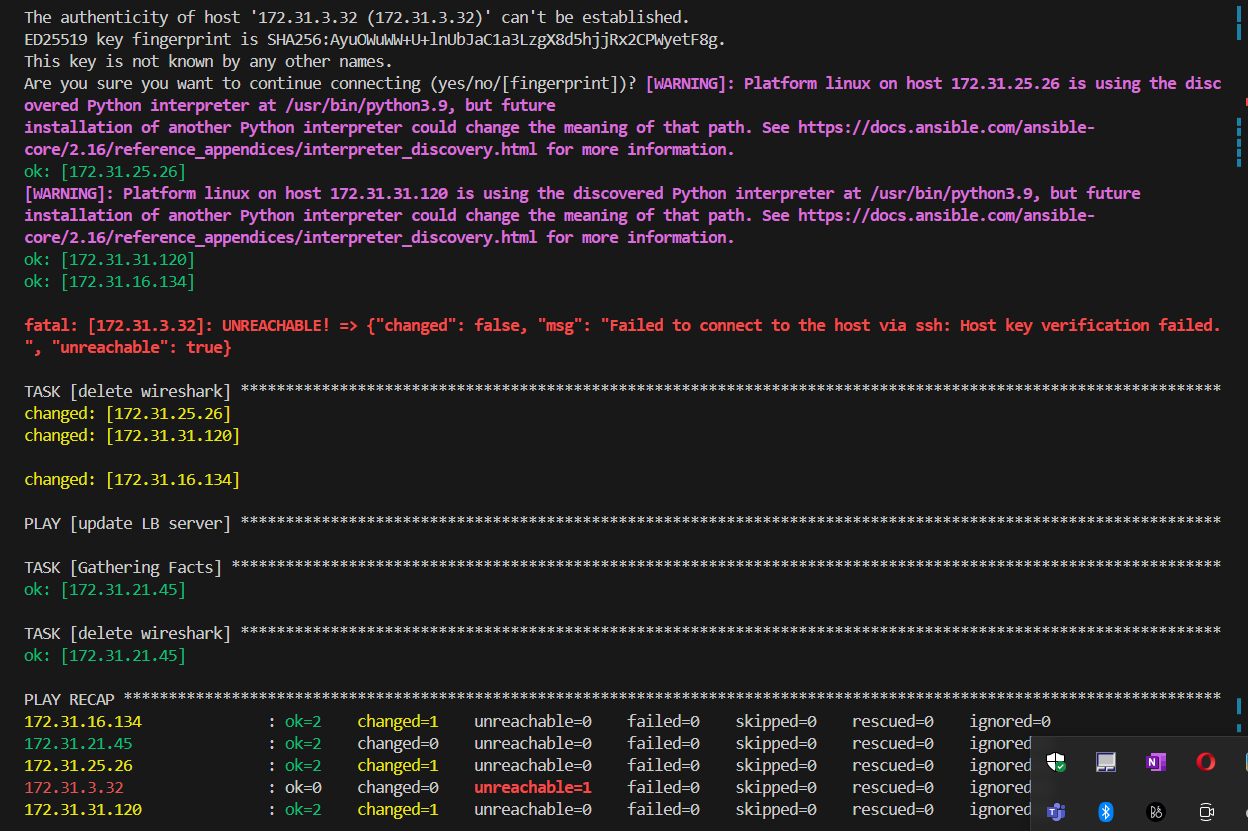 The authenticity of host '172.31.3.32 (172.31.3.32)' can't be established.
ED25519 key fingerprint is SHA256:AyuOWuWW+U+lnUbJaC1a3LzgX8d5hjjRx2CPWyetF8g.
This key is not known by any other names.
Are you sure you want to continue connecting (yes/no/[fingerprint])? [WARNING]: Platform linux on host 172.31.25.26 is using the disc
overed Python interpreter at /usr/bin/python3.9, but future
installation of another Python interpreter could change the meaning of that path. See https://docs.ansible.com/ansible-
core/2.16/reference_appendices/interpreter_discovery.html for more information.
ok: [172.31.25.26]
[WARNING]: Platform linux on host 172.31.31.120 is using the discovered Python interpreter at /usr/bin/python3.9, but future
installation of another Python interpreter could change the meaning of that path. See https://docs.ansible.com/ansible-
core/2.16/reference_appendices/interpreter_discovery.html for more information.
ok: [172.31.31.120]
ok: [172.31.16.134]
fatal: [172.31.3.32]: UNREACHABLE! => {"changed": false, "msg": "Failed to connect to the host via ssh: Host key verification failed.
", "unreachable": true}
TASK [delete wireshark] *************************************************************************************************************
changed: [172.31.25.26]
changed: [172.31.31.120]
changed: [172.31.16.134]
PLAY [update LB server] *************************************************************************************************************
TASK [Gathering Facts] **************************************************************************************************************
ok: [172.31.21.45]
TASK [delete wireshark] *************************************************************************************************************
ok: [172.31.21.45]
PLAY RECAP **************************************************************************************************************************
172.31.16.134 : ok=2 changed=1 unreachable=0 failed=0 skipped=0 rescued=0 ignored=0
172.31.21.45 : ok=2 changed=0 unreachable=0 failed=0 skipped=0 rescued=0 ignored
172.31.25.26 : ok=2 changed=1 unreachable=0 failed=0 skipped=0 rescued=0 ignored
172.31.3.32 : ok=0 changed=0 unreachable=1 failed=0 skipped=0 rescued=0 ignored
172.31.31.120 : ok=2 changed=1 unreachable=0 failed=0 skipped=0 rescued=0 ignored